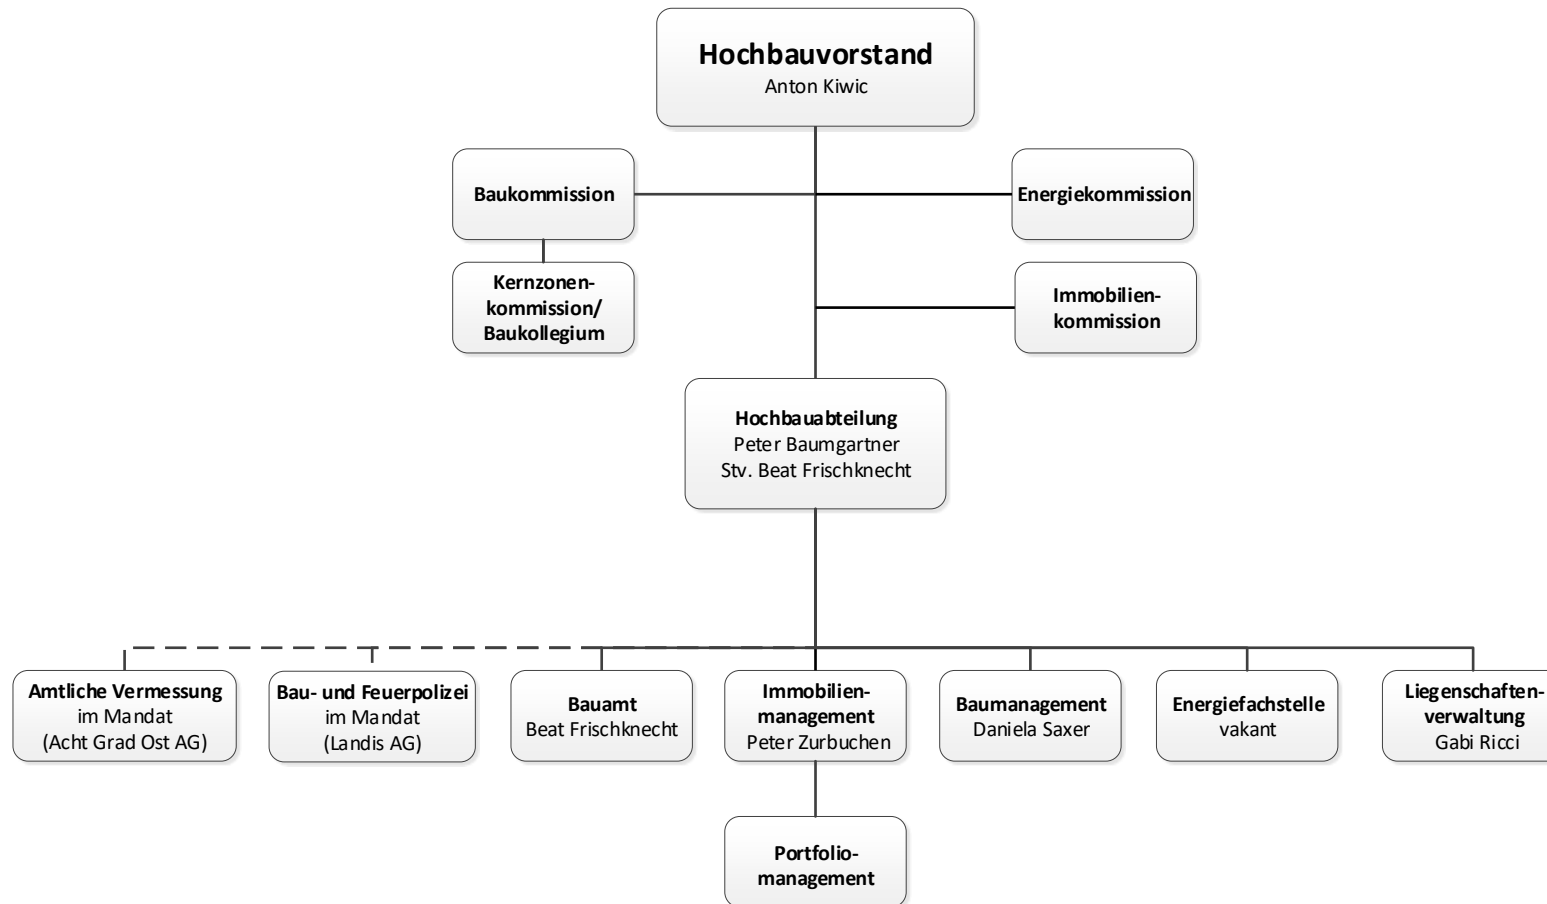 Hochbauvorstand
Anton Kiwic
Baukommission
Energiekommission
Kernzonen-
kommission/
Baukollegium
Immobilien-
kommission
Hochbauabteilung
Peter Baumgartner
Stv. Beat Frischknecht
Amtliche Vermessung
im Mandat
(Acht Grad Ost AG)
Bau- und Feuerpolizei
im Mandat
(Landis AG)
Bauamt
Beat Frischknecht
Immobilien-
management
Peter Zurbuchen
Baumanagement
Daniela Saxer
Energiefachstelle
vakant
Liegenschaften-
verwaltung
Gabi Ricci
Portfolio-
management